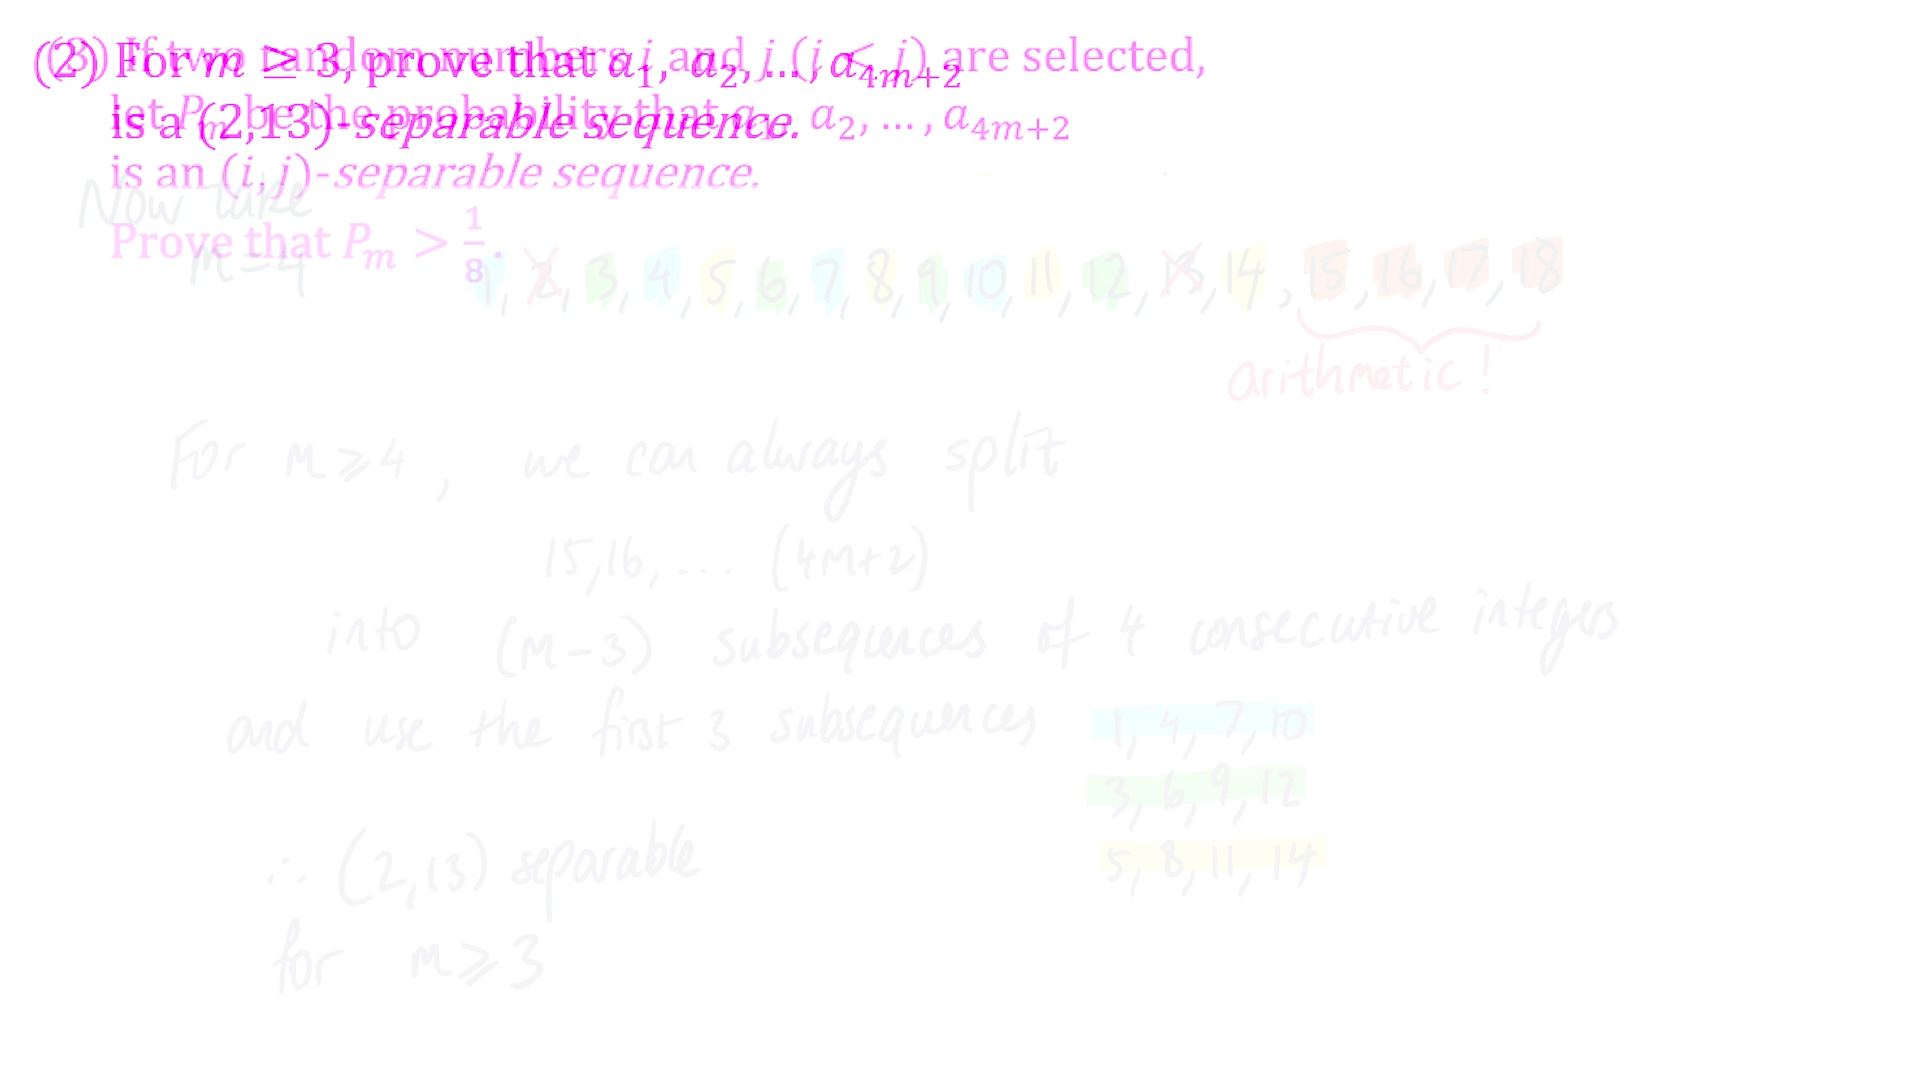 (2) For m ≥ 3, prove that a₁, a₂, ..., a₄ₘ₊₂
is a (2,13)-separable sequence.
(3) If two random numbers i and j (i < j) are selected,
let Pₘ be the probability that a₁, a₂, ..., a₄ₘ₊₂
is an (i, j)-separable sequence.
Prove that Pₘ > 1/8.
Now take
m=4
1, 2, 3, 4, 5, 6, 7, 8, 9, 10, 11, 12, 13, 14, 15, 16, 17, 18
arithmetic!
For m⩾4, we can always split
15,16, ... (4m+2)
into (m-3) subsequences of 4 consecutive integers
and use the first 3 subsequences 1, 4, 7, 10
3, 6, 9, 12
5, 8, 11, 14
∴ (2,13) separable
for m⩾3